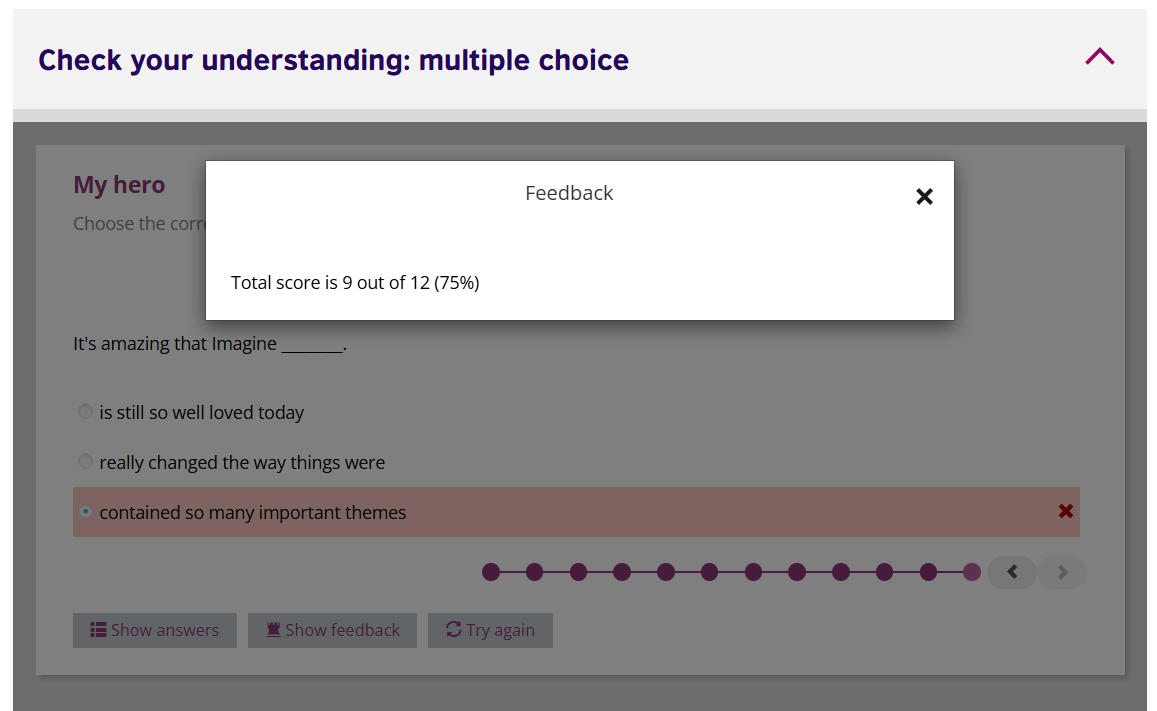 Check your understanding: multiple choice
My hero
Feedback
Choose the corr
Total score is 9 out of 12 (75%)
It's amazing that Imagine _______.
is still so well loved today
really changed the way things were
contained so many important themes
Show answers
Show feedback
Try again